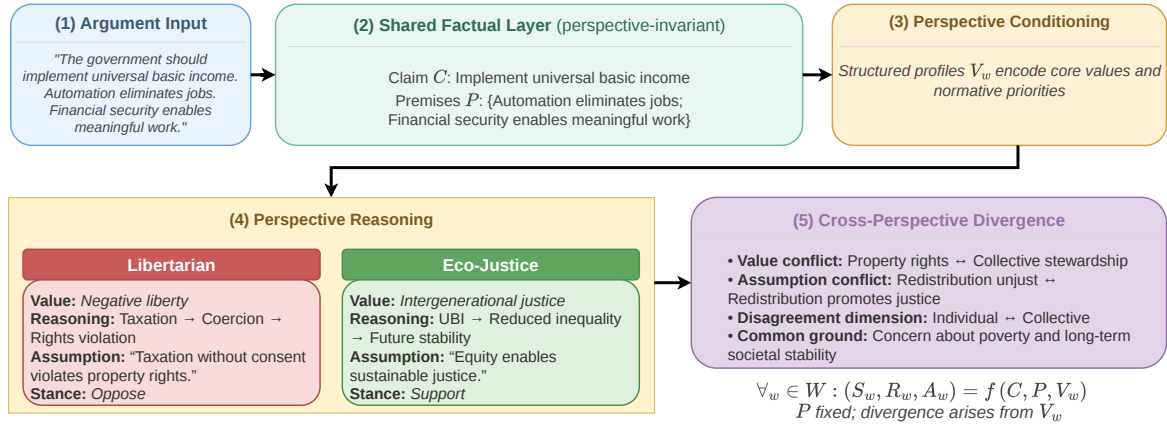 (1) Argument Input
"The government should
implement universal basic income.
Automation eliminates jobs.
Financial security enables
meaningful work."
(2) Shared Factual Layer (perspective-invariant)
Claim C: Implement universal basic income
Premises P: {Automation eliminates jobs;
Financial security enables meaningful work}
(3) Perspective Conditioning
Structured profiles V_w encode core values and
normative priorities
(4) Perspective Reasoning
Libertarian
Value: Negative liberty
Reasoning: Taxation → Coercion →
Rights violation
Assumption: “Taxation without consent
violates property rights.”
Stance: Oppose
Eco-Justice
Value: Intergenerational justice
Reasoning: UBI → Reduced inequality
→ Future stability
Assumption: “Equity enables
sustainable justice.”
Stance: Support
(5) Cross-Perspective Divergence
• Value conflict: Property rights ↔ Collective stewardship
• Assumption conflict: Redistribution unjust ↔
Redistribution promotes justice
• Disagreement dimension: Individual ↔ Collective
• Common ground: Concern about poverty and long-term
societal stability
∀_w ∈ W : (S_w, R_w, A_w) = f (C, P, V_w)
P fixed; divergence arises from V_w